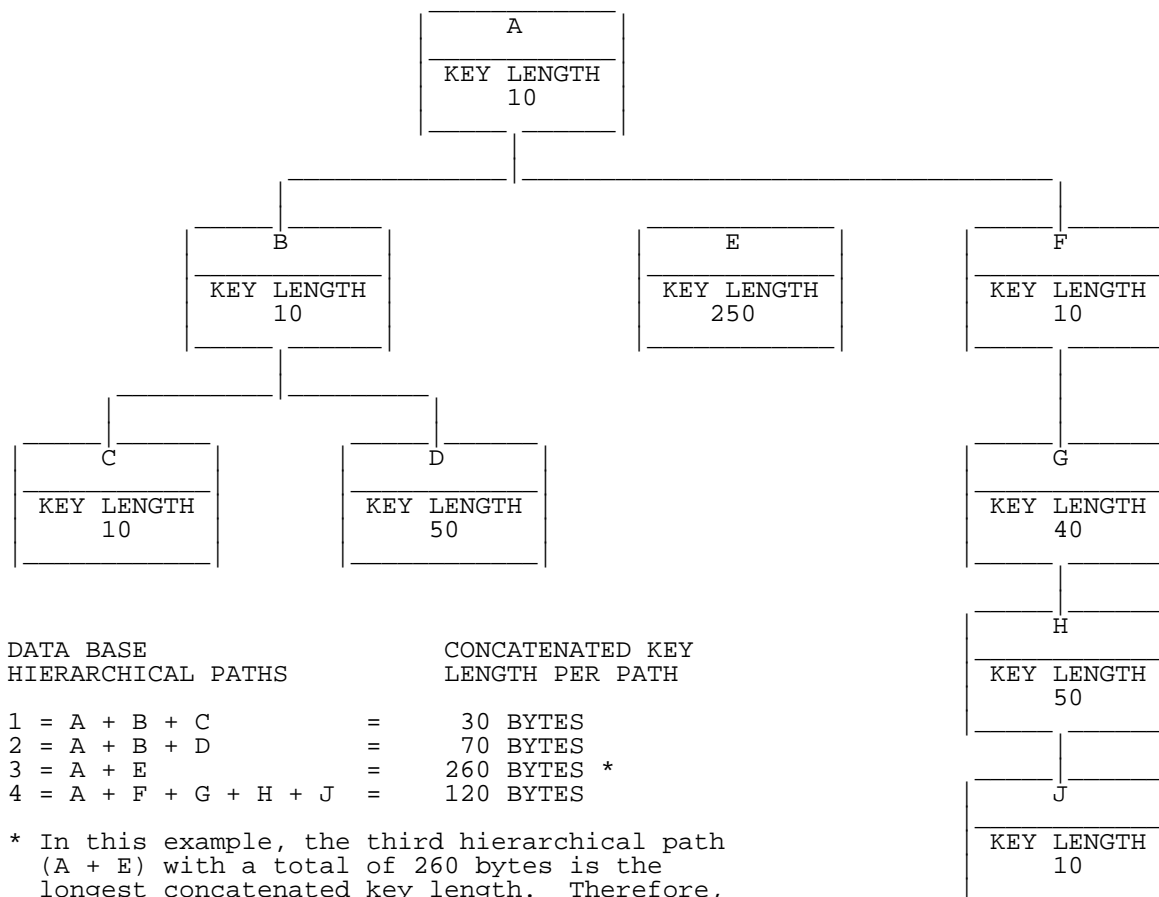 A
KEY LENGTH
10
B
KEY LENGTH
10
E
KEY LENGTH
250
F
KEY LENGTH
10
C
KEY LENGTH
10
D
KEY LENGTH
50
G
KEY LENGTH
40
H
KEY LENGTH
50
J
KEY LENGTH
10
DATA BASE CONCATENATED KEY
HIERARCHICAL PATHS LENGTH PER PATH
1 = A + B + C = 30 BYTES
2 = A + B + D = 70 BYTES
3 = A + E = 260 BYTES *
4 = A + F + G + H + J = 120 BYTES
* In this example, the third hierarchical path
(A + E) with a total of 260 bytes is the
longest concatenated key length. Therefore,